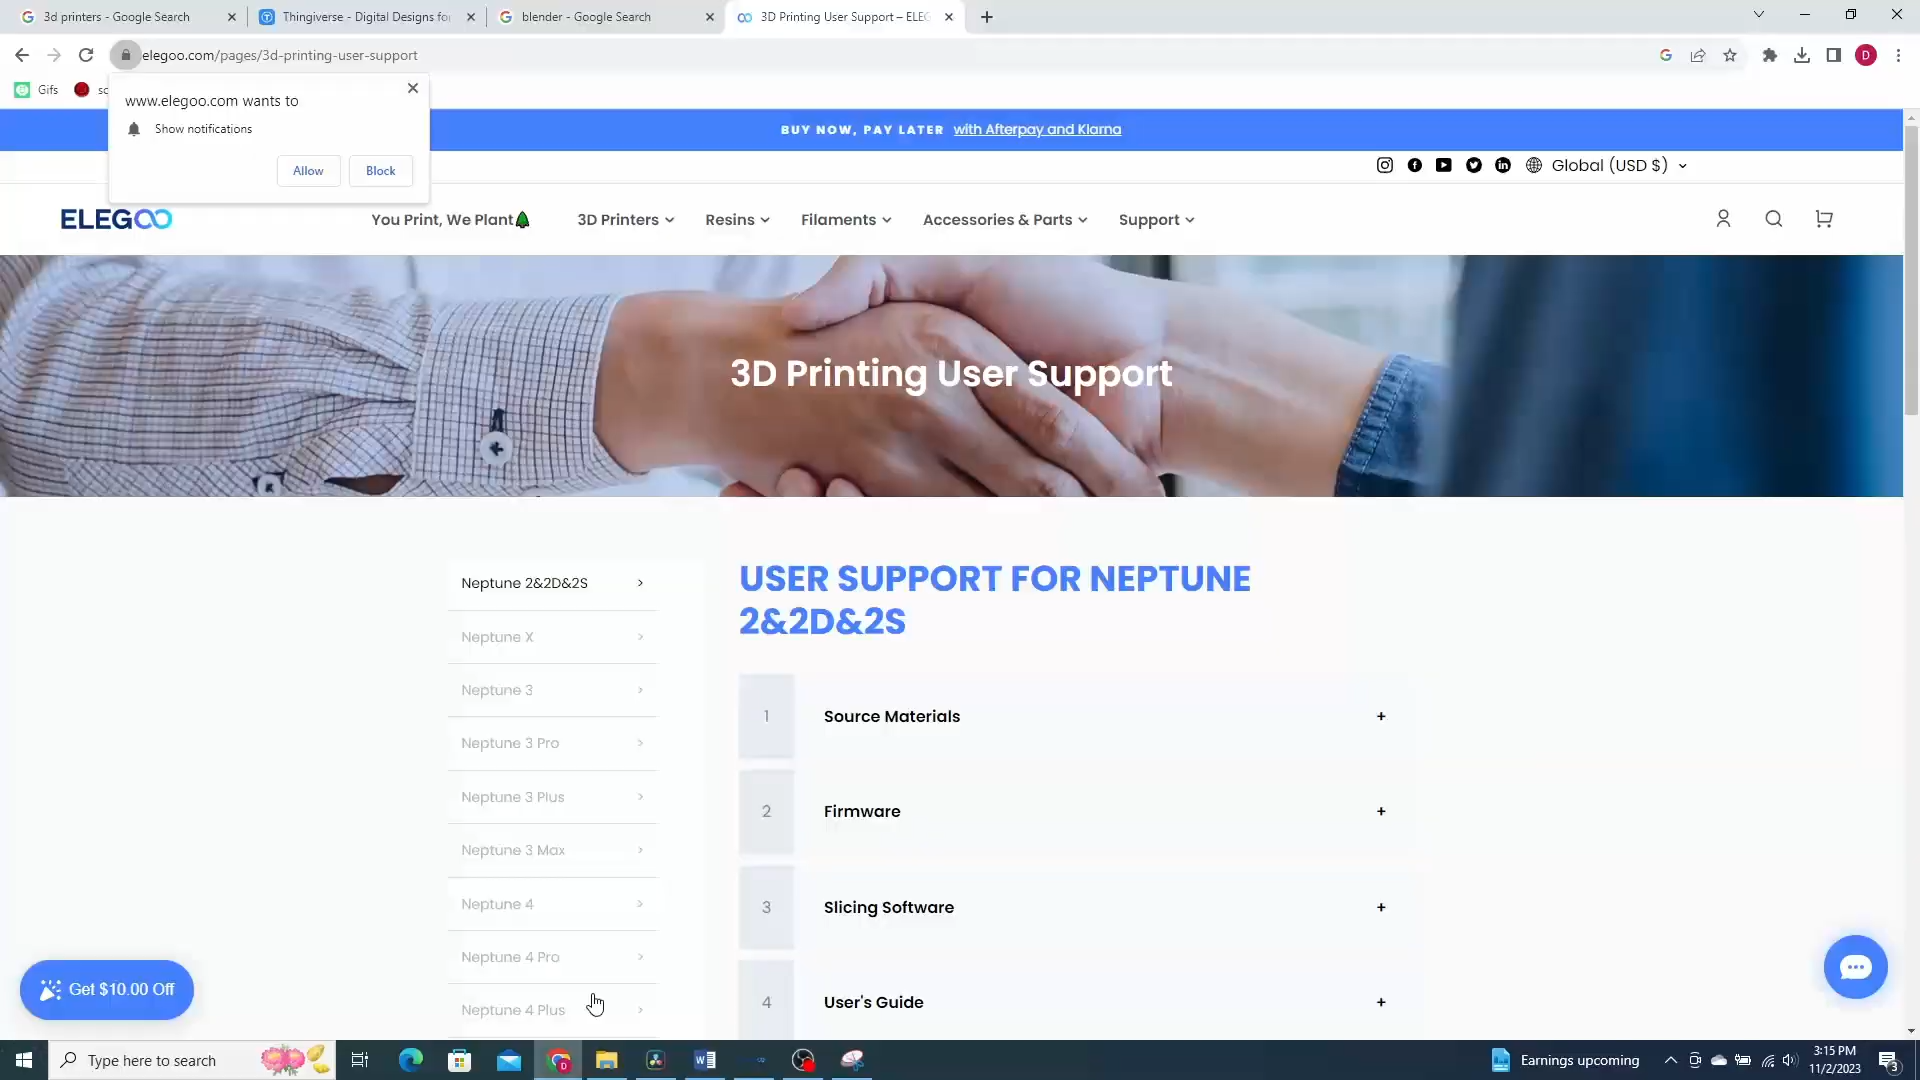 3d printers - Google Search
Thingiverse - Digital Designs for
blender - Google Search
3D Printing User Support – ELEG
elegoo.com/pages/3d-printing-user-support
D
Gifs
sc
www.elegoo.com wants to
Show notifications
Allow
Block
BUY NOW, PAY LATER with Afterpay and Klarna
Global (USD $)
ELEGOO
You Print, We Plant
3D Printers
Resins
Filaments
Accessories & Parts
Support
3D Printing User Support
Neptune 2&2D&2S
Neptune X
Neptune 3
Neptune 3 Pro
Neptune 3 Plus
Neptune 3 Max
Neptune 4
Neptune 4 Pro
Neptune 4 Plus
USER SUPPORT FOR NEPTUNE
2&2D&2S
1 Source Materials +
2 Firmware +
3 Slicing Software +
4 User's Guide +
Get $10.00 Off
Type here to search
Earnings upcoming
3:15 PM
11/2/2023
3